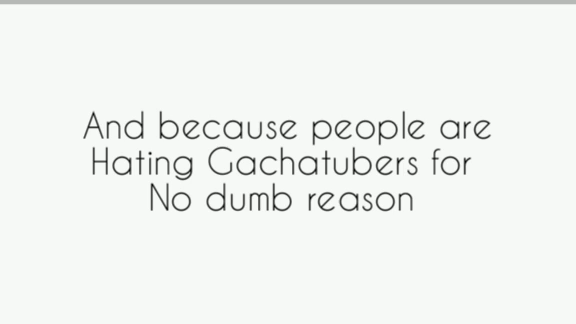 And because people are
Hating Gachatubers for
No dumb reason